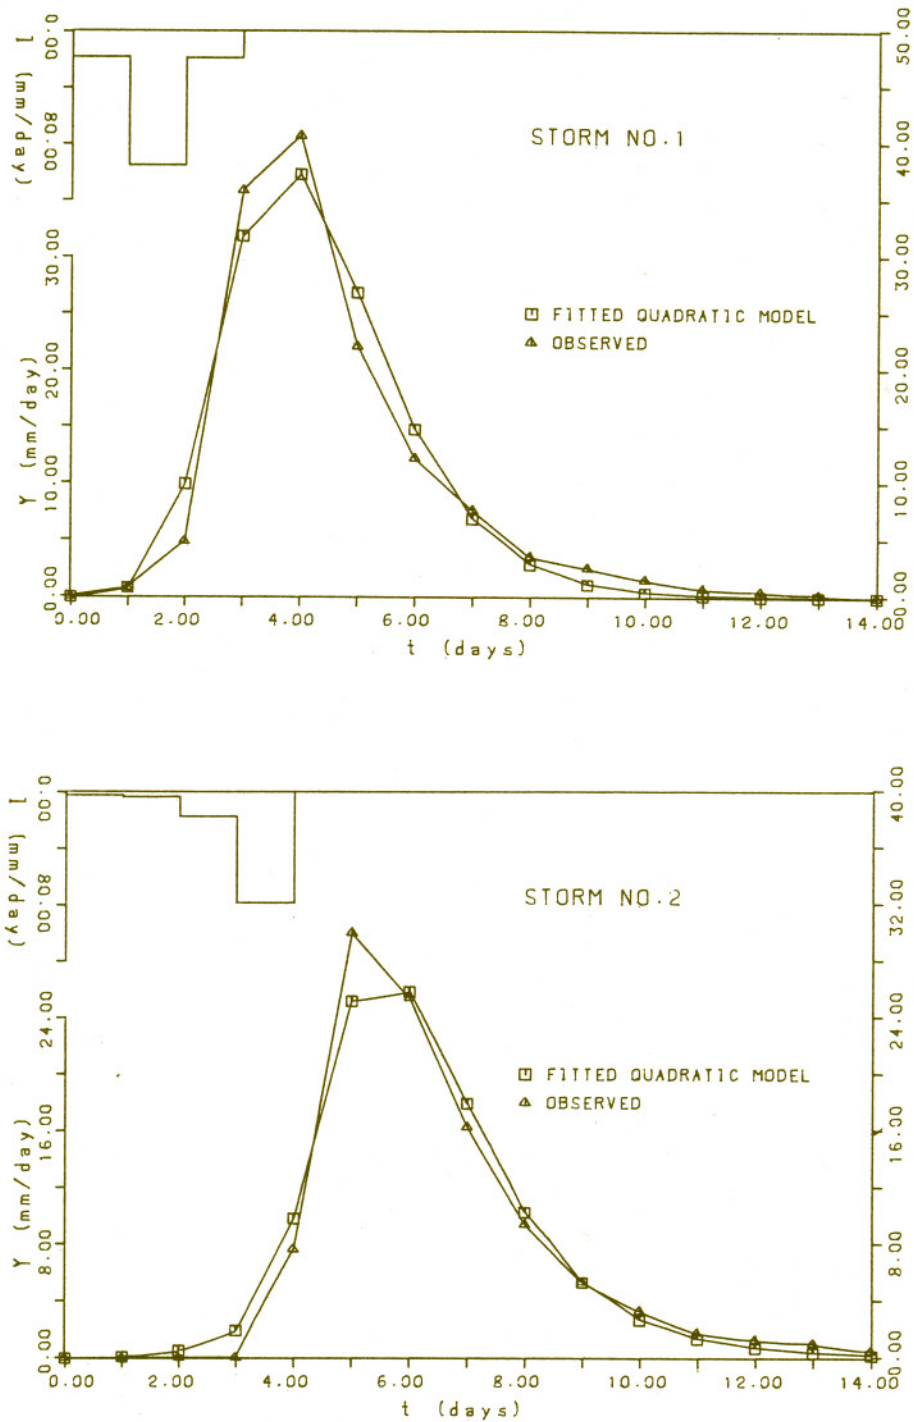 0.00
80.00
I (mm/day)
50.00
40.00
30.00
20.00
10.00
0.00
STORM NO.1
FITTED QUADRATIC MODEL
OBSERVED
30.00
20.00
10.00
0.00
Y (mm/day)
0.00 2.00 4.00 6.00 8.00 10.00 12.00 14.00
t (days)
0.00
80.00
I (mm/day)
40.00
32.00
24.00
16.00
8.00
0.00
STORM NO.2
FITTED QUADRATIC MODEL
OBSERVED
24.00
16.00
8.00
0.00
Y (mm/day)
0.00 2.00 4.00 6.00 8.00 10.00 12.00 14.00
t (days)